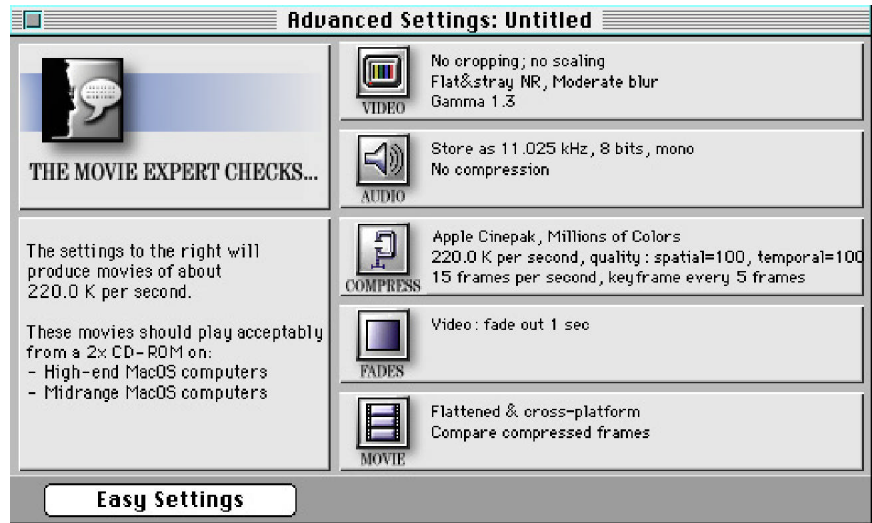 Advanced Settings: Untitled
THE MOVIE EXPERT CHECKS...
The settings to the right will
produce movies of about
220.0 K per second.
These movies should play acceptably
from a 2x CD-ROM on:
- High-end MacOS computers
- Midrange MacOS computers
VIDEO
No cropping; no scaling
Flat&stray NR, Moderate blur
Gamma 1.3
AUDIO
Store as 11.025 kHz, 8 bits, mono
No compression
COMPRESS
Apple Cinepak, Millions of Colors
220.0 K per second, quality: spatial=100, temporal=100
15 frames per second, keyframe every 5 frames
FADES
Video: fade out 1 sec
MOVIE
Flattened & cross-platform
Compare compressed frames
Easy Settings